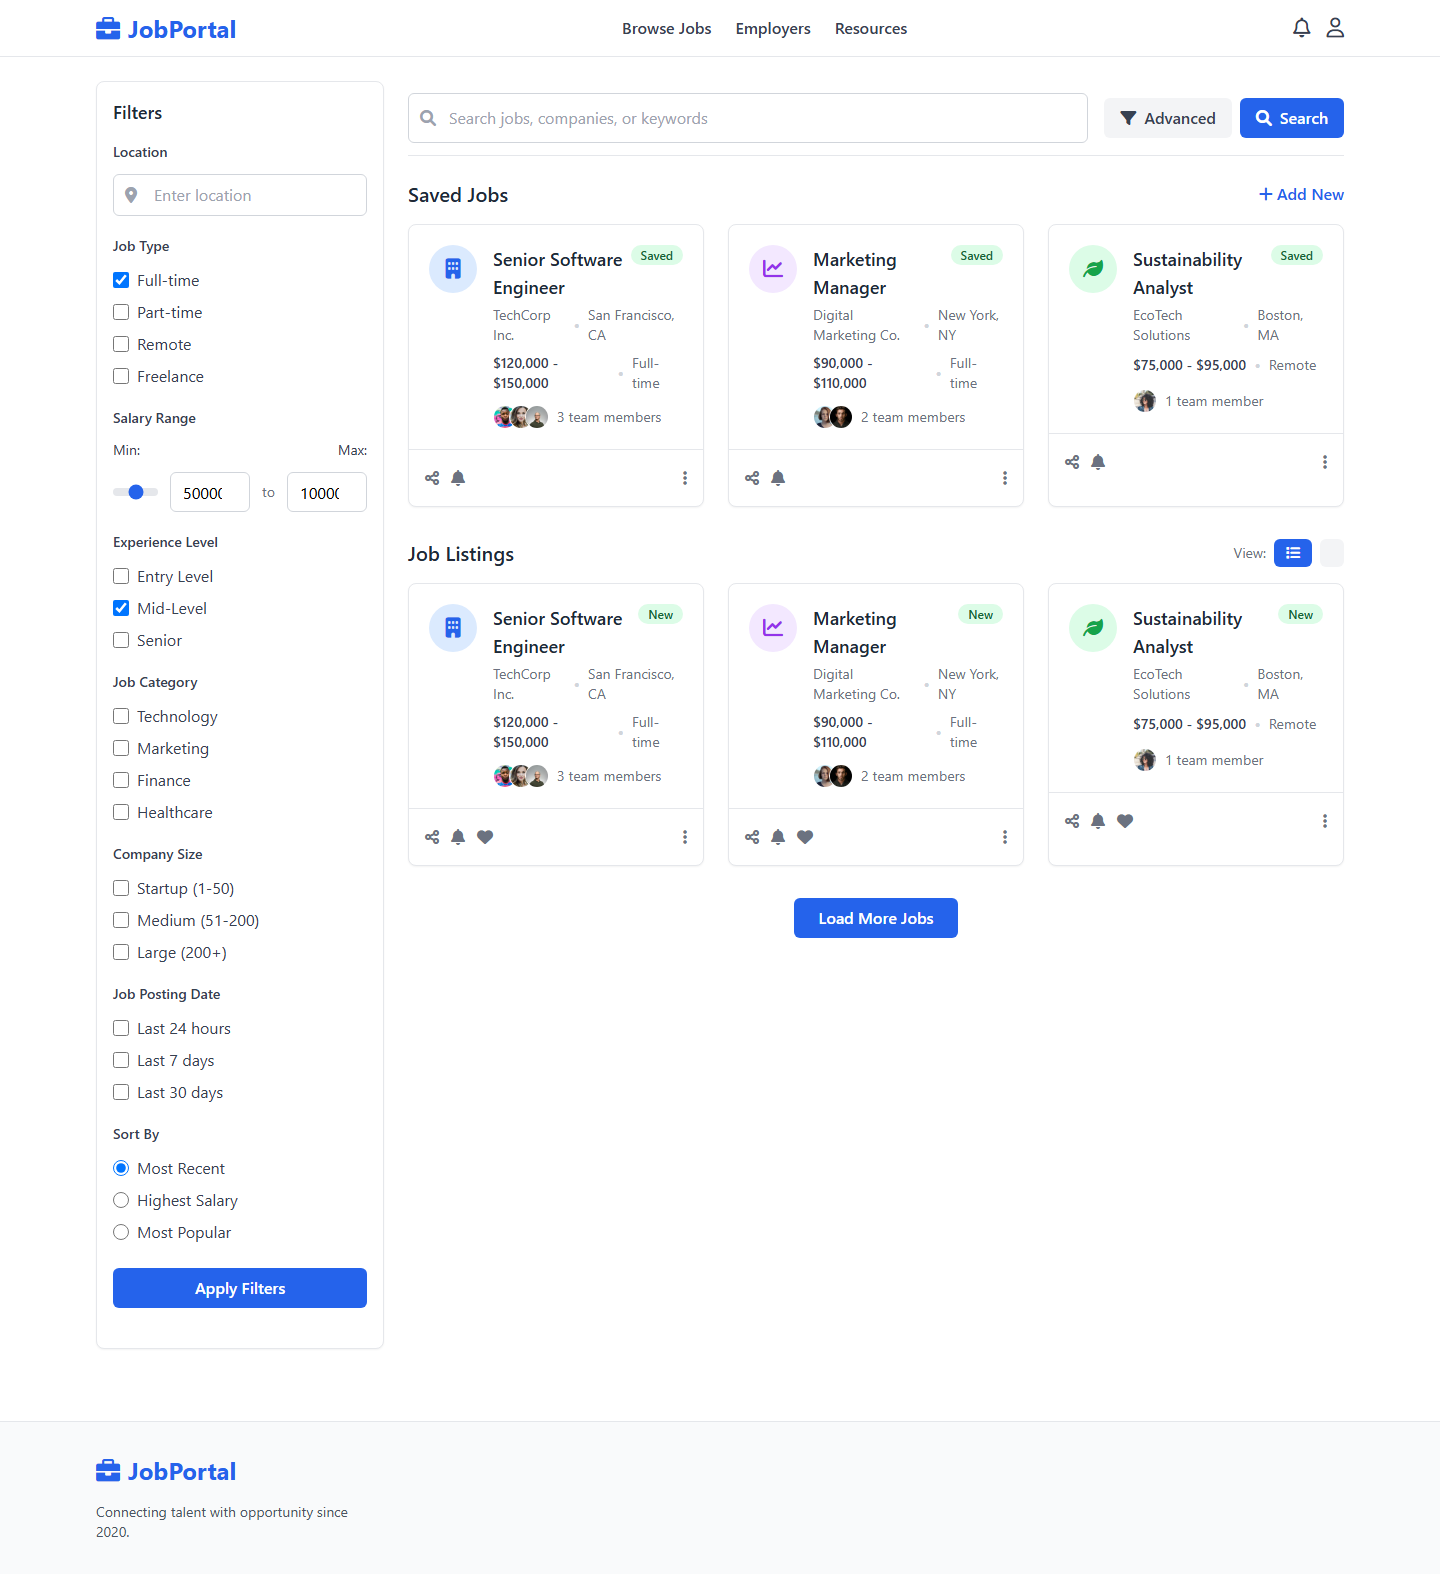 JobPortal
Browse Jobs
Employers
Resources
Filters
Location
Enter location
Job Type
Full-time
Part-time
Remote
Freelance
Salary Range
Min:
Max:
5000
to
1000
Experience Level
Entry Level
Mid-Level
Senior
Job Category
Technology
Marketing
Finance
Healthcare
Company Size
Startup (1-50)
Medium (51-200)
Large (200+)
Job Posting Date
Last 24 hours
Last 7 days
Last 30 days
Sort By
Most Recent
Highest Salary
Most Popular
Apply Filters
Search jobs, companies, or keywords
Advanced
Search
Saved Jobs
Add New
Senior Software
Engineer
Saved
TechCorp
Inc.
San Francisco,
CA
$120,000 -
$150,000
Full-
time
3 team members
Marketing
Manager
Saved
Digital
Marketing Co.
New York,
NY
$90,000 -
$110,000
Full-
time
2 team members
Sustainability
Analyst
Saved
EcoTech
Solutions
Boston,
MA
$75,000 - $95,000
Remote
1 team member
Job Listings
View:
Senior Software
Engineer
New
TechCorp
Inc.
San Francisco,
CA
$120,000 -
$150,000
Full-
time
3 team members
Marketing
Manager
New
Digital
Marketing Co.
New York,
NY
$90,000 -
$110,000
Full-
time
2 team members
Sustainability
Analyst
New
EcoTech
Solutions
Boston,
MA
$75,000 - $95,000
Remote
1 team member
Load More Jobs
JobPortal
Connecting talent with opportunity since
2020.